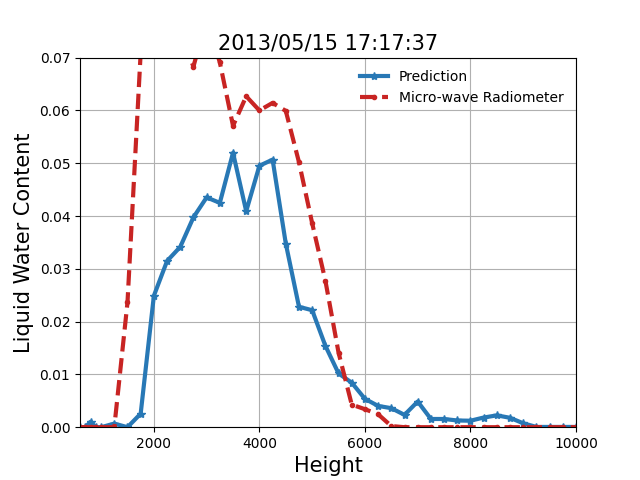 2013/05/15 17:17:37
Prediction
Micro-wave Radiometer
Liquid Water Content
0.07
0.06
0.05
0.04
0.03
0.02
0.01
0.00
2000 4000 6000 8000 10000
Height